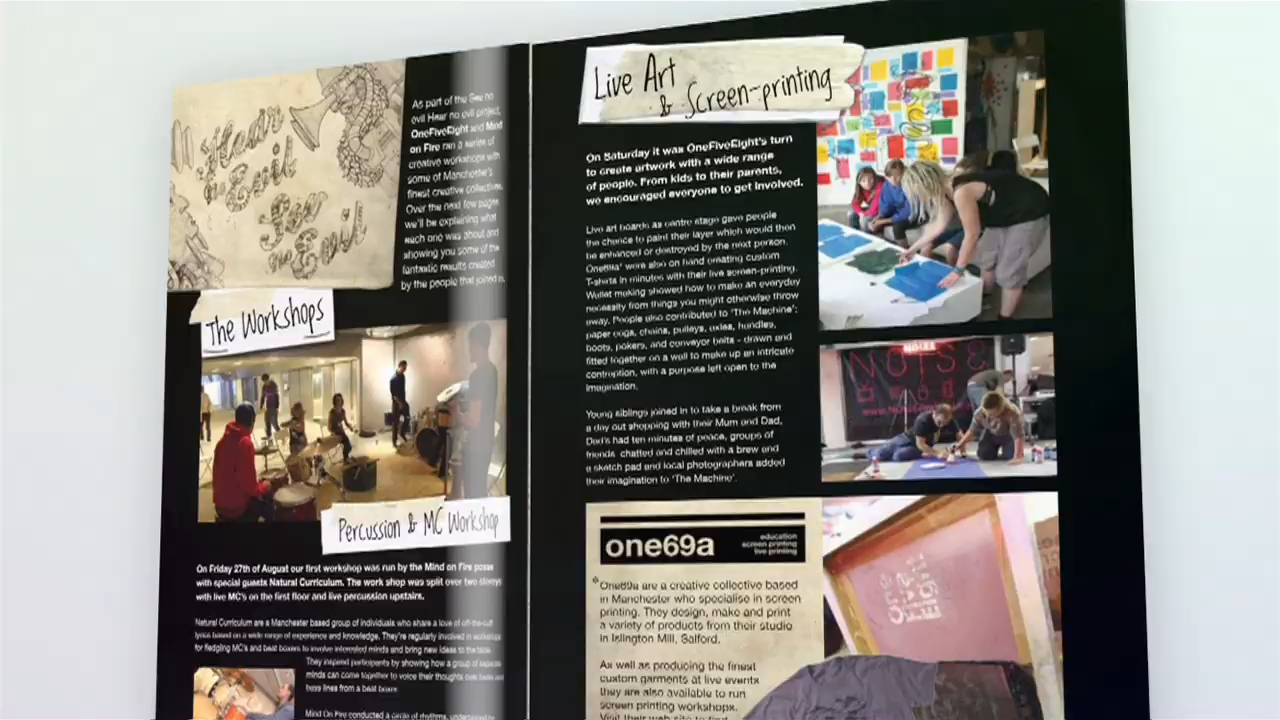 Hear
no Evil
See
no Evil
As part of the See no
evil Hear no evil project,
OneFiveEight and Mind
on Fire ran a series of
creative workshops with
some of Manchester's
finest creative collectives.
Over the next few pages
we'll be explaining what
each one was about and
showing you some of the
fantastic results created
by the people that joined in.
The Workshops
Percussion & MC Workshop
On Friday 27th of August our first workshop was run by the Mind on Fire posse
with special guests Natural Curriculum. The work shop was split over two storeys
with live MC's on the first floor and live percussion upstairs.
Natural Curriculum are a Manchester based group of individuals who share a love of off-the-cuff
lyrics based on a wide range of experience and knowledge. They're regularly involved in workshops
for fledgling MC's and beat boxers to involve interested minds and bring new ideas to the table.
They inspired participants by showing how a group of separate
minds can come together to voice their thoughts over beats and
bass lines from a beat boxer.
Mind On Fire conducted a circle of rhythms,
Live Art
& Screen-printing
On Saturday it was OneFiveEight's turn
to create artwork with a wide range
of people. From kids to their parents,
we encouraged everyone to get involved.
Live art boards as centre stage gave people
the chance to paint their layer which would then
be enhanced or destroyed by the next person.
One69a* were also on hand creating custom
T-shirts in minutes with their live screen-printing.
Wallet making showed how to make an everyday
necessity from things you might otherwise throw
away. People also contributed to 'The Machine';
paper cogs, chains, pulleys, axles, handles,
boots, pokers, and conveyor belts - drawn and
fitted together on a wall to make up an intricate
contraption, with a purpose left open to the
imagination.
Young siblings joined in to take a break from
a day out shopping with their Mum and Dad,
Dad's had ten minutes of peace, groups of
friends chatted and chilled with a brew and
a sketch pad and local photographers added
their imagination to 'The Machine'.
NOISE
one69a
education
screen printing
live printing
*One69a are a creative collective based
in Manchester who specialise in screen
printing. They design, make and print
a variety of products from their studio
in Islington Mill, Salford.
As well as producing the finest
custom garments at live events
they are also available to run
screen printing workshops.
Visit their web site to find
One
Five
Eight